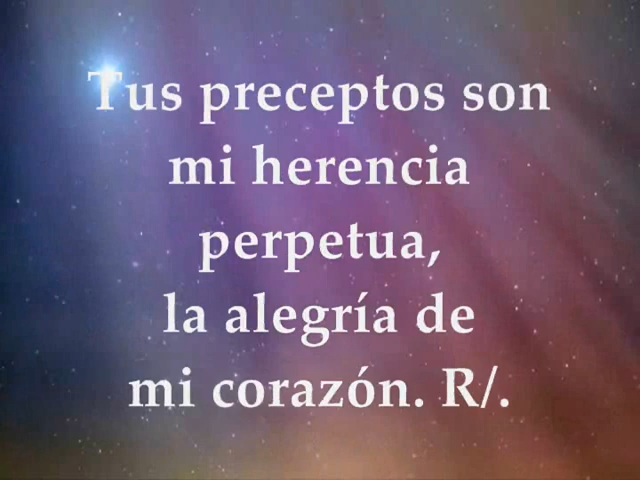 Tus preceptos son
mi herencia
perpetua,
la alegría de
mi corazón. R/.